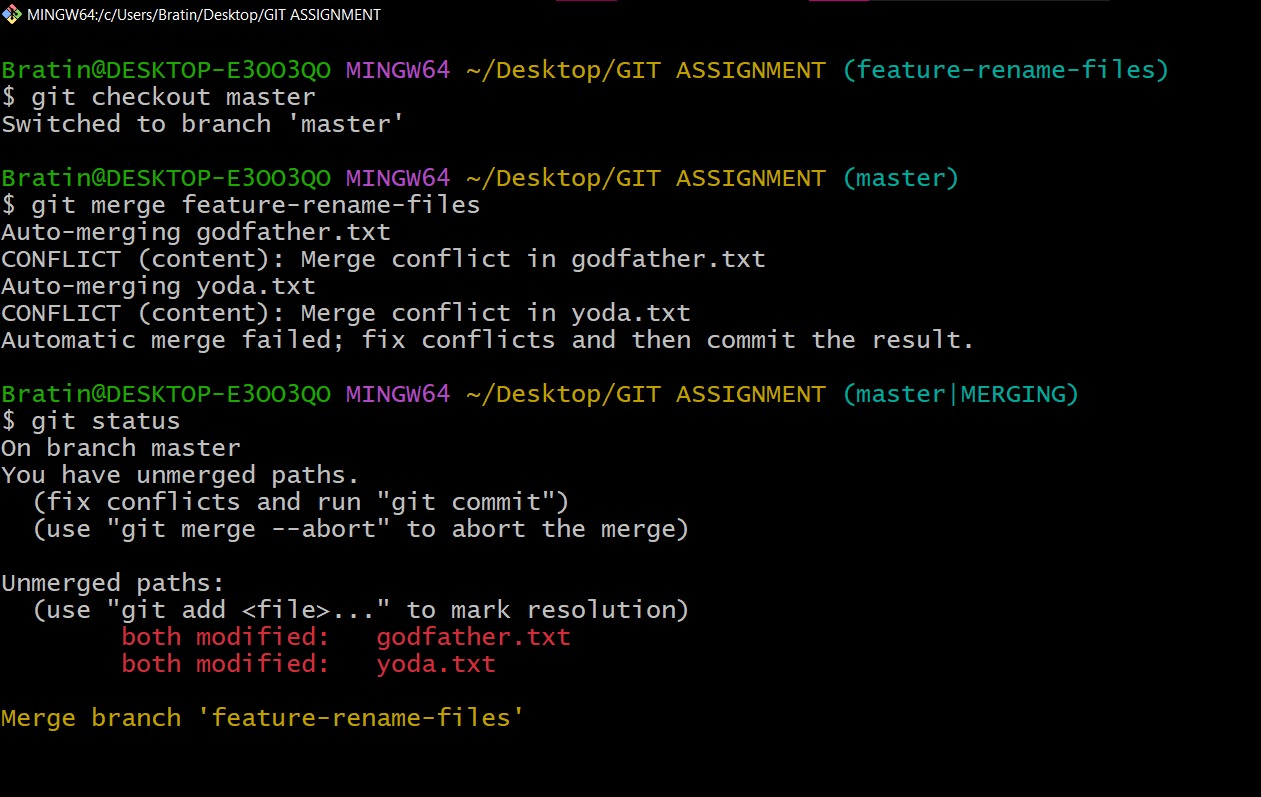 MINGW64:/c/Users/Bratin/Desktop/GIT ASSIGNMENT
Bratin@DESKTOP-E3OO3QO MINGW64 ~/Desktop/GIT ASSIGNMENT (feature-rename-files)
$ git checkout master
Switched to branch 'master'
Bratin@DESKTOP-E3OO3QO MINGW64 ~/Desktop/GIT ASSIGNMENT (master)
$ git merge feature-rename-files
Auto-merging godfather.txt
CONFLICT (content): Merge conflict in godfather.txt
Auto-merging yoda.txt
CONFLICT (content): Merge conflict in yoda.txt
Automatic merge failed; fix conflicts and then commit the result.
Bratin@DESKTOP-E3OO3QO MINGW64 ~/Desktop/GIT ASSIGNMENT (master|MERGING)
$ git status
On branch master
You have unmerged paths.
  (fix conflicts and run "git commit")
  (use "git merge --abort" to abort the merge)
Unmerged paths:
  (use "git add <file>..." to mark resolution)
        both modified:   godfather.txt
        both modified:   yoda.txt
Merge branch 'feature-rename-files'